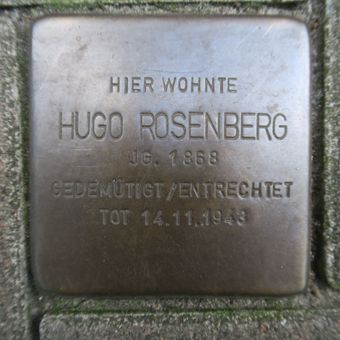 HIER WOHNTE
HUGO ROSENBERG
JG. 1868
GEDEMÜTIGT/ENTRECHTET
TOT 14.11.1943